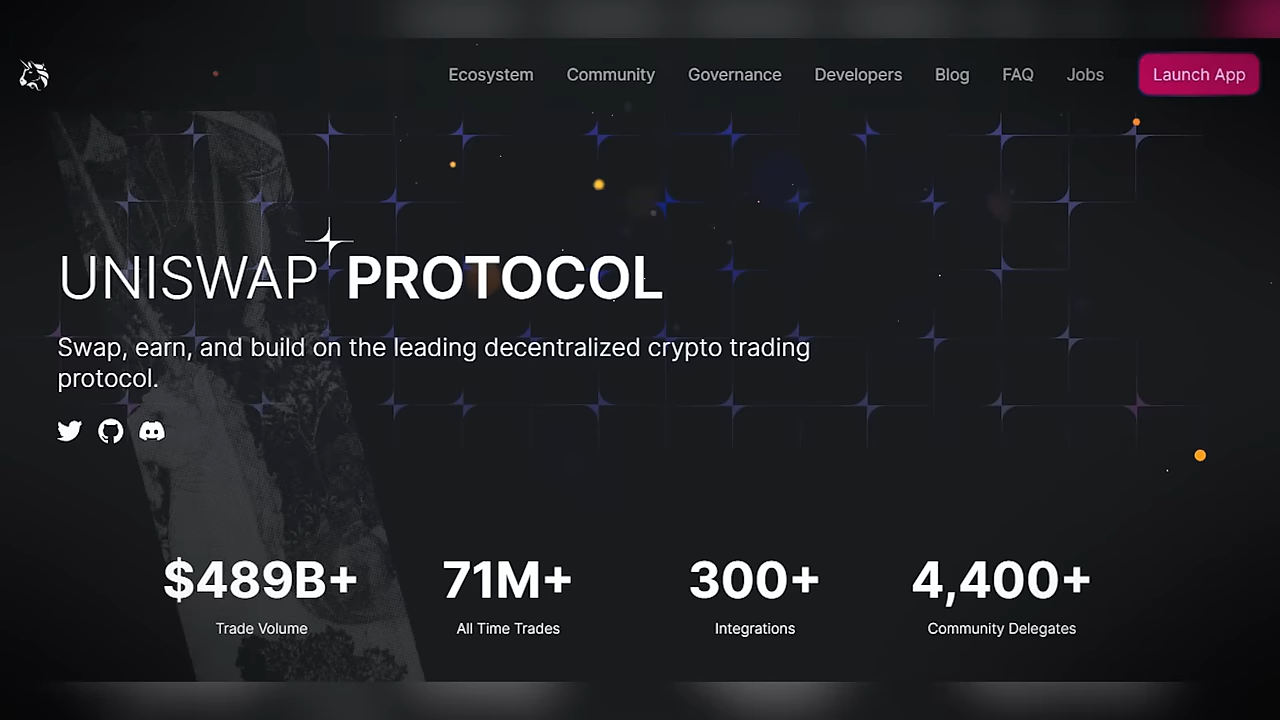 Ecosystem Community Governance Developers Blog FAQ Jobs Launch App
UNISWAP PROTOCOL
Swap, earn, and build on the leading decentralized crypto trading
protocol.
$489B+ 71M+ 300+ 4,400+
Trade Volume All Time Trades Integrations Community Delegates